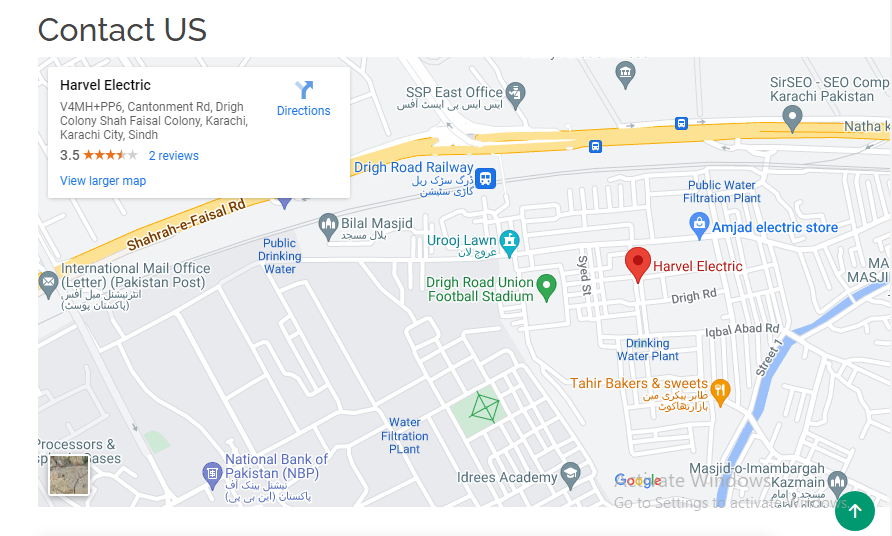 Contact US
Harvel Electric
V4MH+PP6, Cantonment Rd, Drigh
Colony Shah Faisal Colony, Karachi,
Karachi City, Sindh
3.5
2 reviews
View larger map
Directions
SSP East Office
ایس ایس پی ایسٹ آفس
SirSEO - SEO Comp
Karachi Pakistan
Natha k
Drigh Road Railway
ڈرگ سڑک ریل
گاڑی سٹیشن
Public Water
Filtration Plant
Shahrah-e-Faisal Rd
Bilal Masjid
بلال مسجد
Amjad electric store
Public
Drinking
Water
Urooj Lawn
عروج لان
Syed St
Harvel Electric
International Mail Office
(Letter) (Pakistan Post)
انٹرنیشنل میل آفس
(پاکستان پوسٹ)
MA
MASJI
Drigh Road Union
Football Stadium
Drigh Rd
Iqbal Abad Rd
Street 1
Drinking
Water Plant
Tahir Bakers & sweets
طاہر بیکری مین
Water
Filtration
PLant
Processors &
ases
National Bank of
Pakistan (NBP)
نیشنل بینک آف
پاکستان (این بی پی)
Idrees Academy
Google
Masjid-o-Imambargah
Kazmain
مسجد و امام
Activate Windows
Go to Settings to activate Windows.